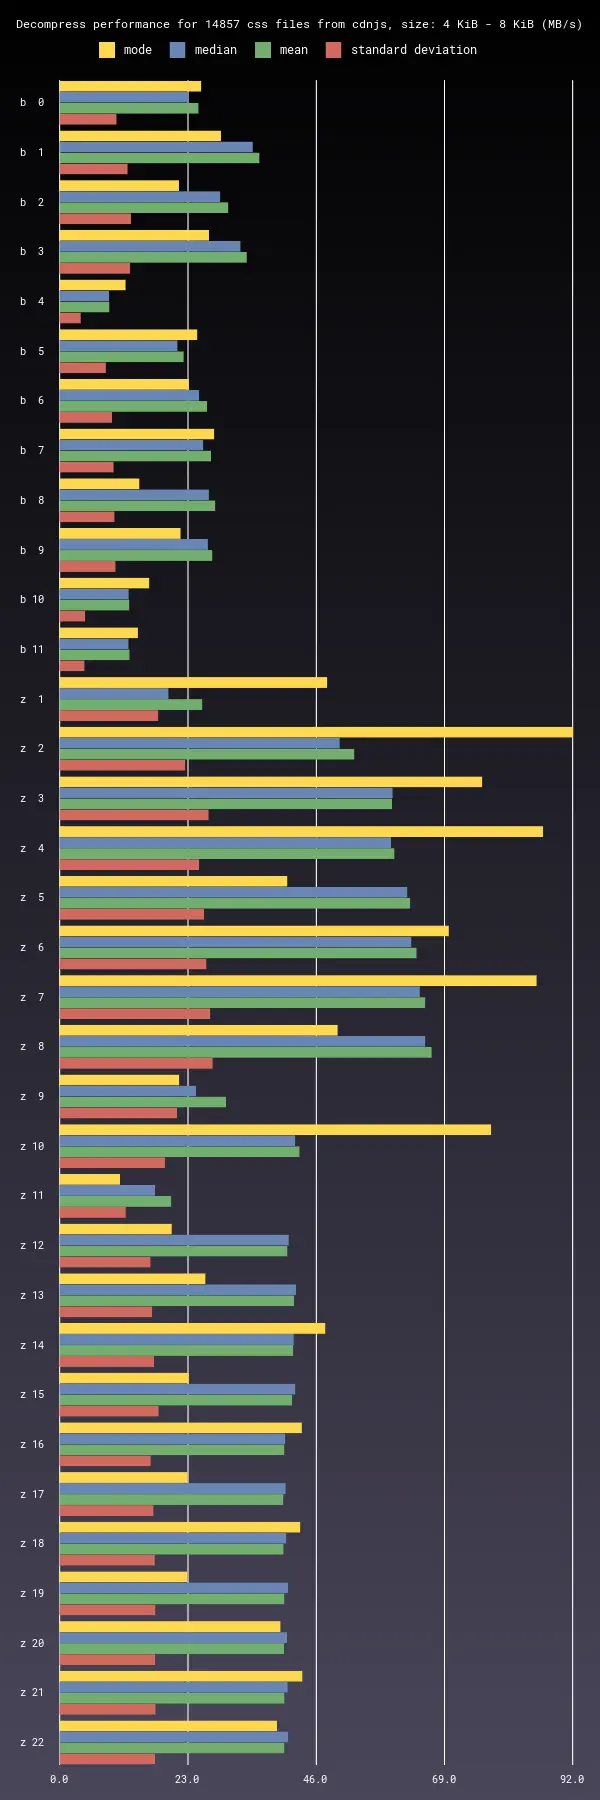 Decompress performance for 14857 css files from cdnjs, size: 4 KiB - 8 KiB (MB/s)
mode median mean standard deviation
b 0
b 1
b 2
b 3
b 4
b 5
b 6
b 7
b 8
b 9
b 10
b 11
z 1
z 2
z 3
z 4
z 5
z 6
z 7
z 8
z 9
z 10
z 11
z 12
z 13
z 14
z 15
z 16
z 17
z 18
z 19
z 20
z 21
z 22
0.0 23.0 46.0 69.0 92.0